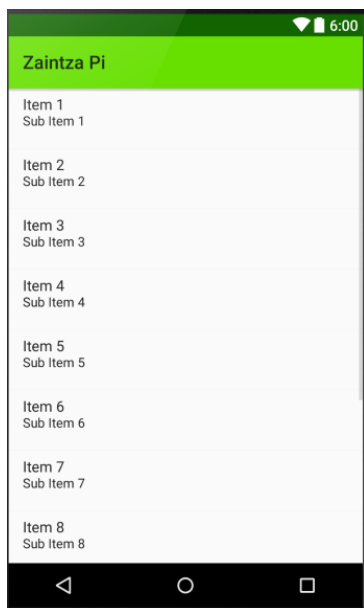 6:00
Zaintza Pi
Item 1
Sub Item 1
Item 2
Sub Item 2
Item 3
Sub Item 3
Item 4
Sub Item 4
Item 5
Sub Item 5
Item 6
Sub Item 6
Item 7
Sub Item 7
Item 8
Sub Item 8